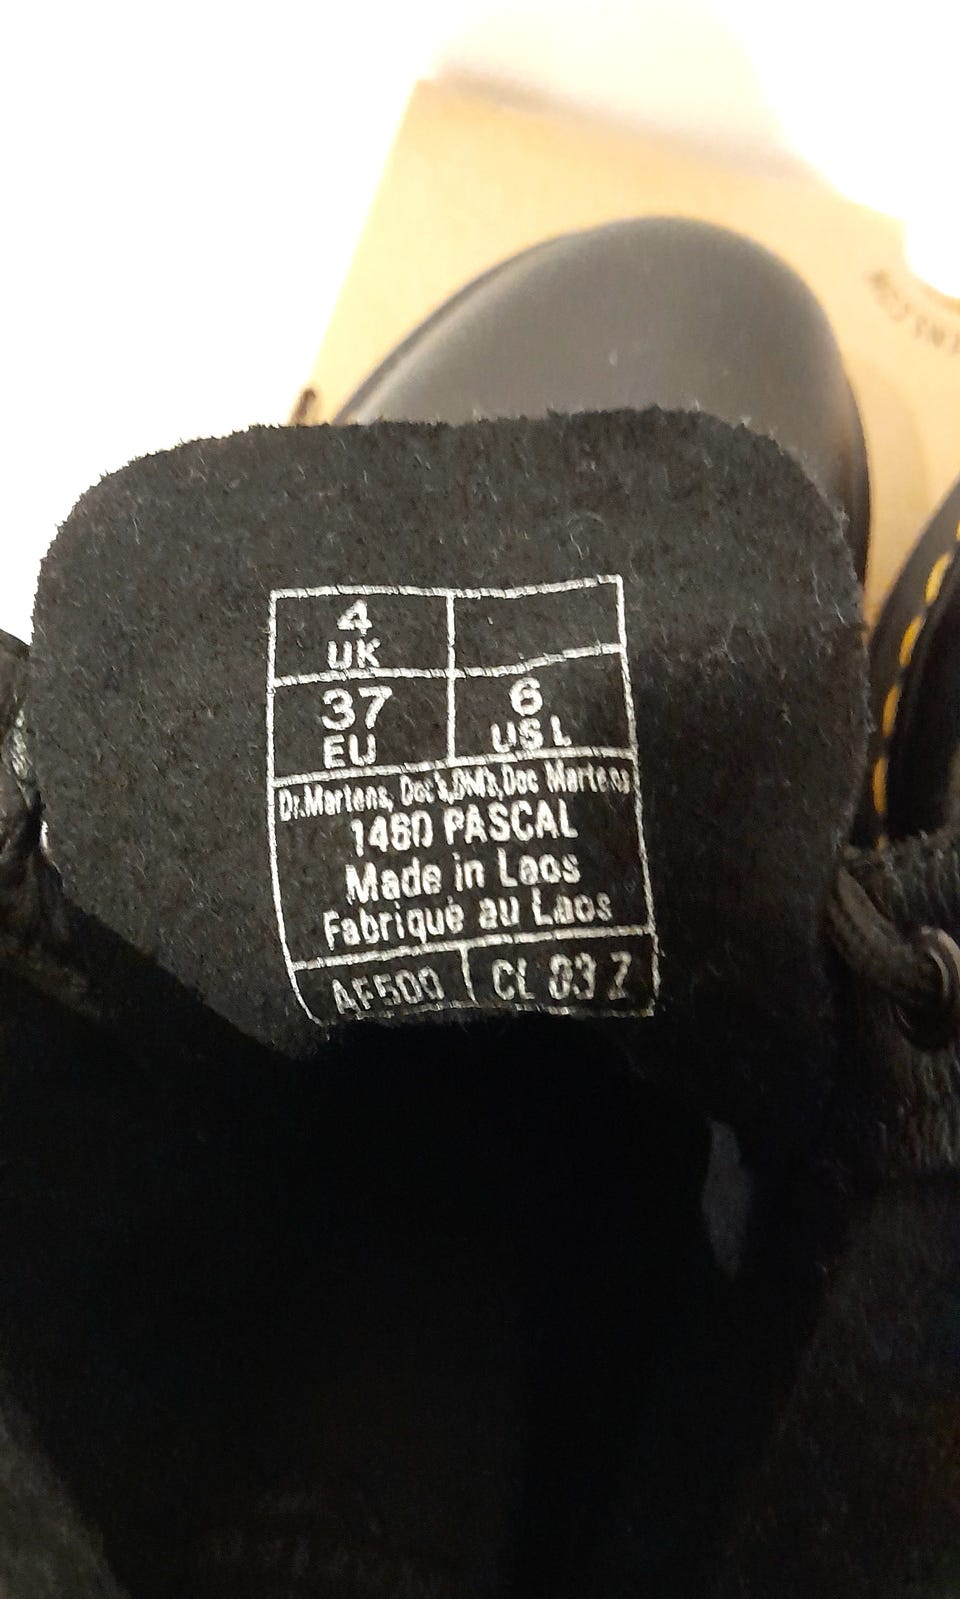 4
UK
37 6
EU US L
Dr.Martens, Doc's,DM's,Doc Martens
1460 PASCAL
Made in Laos
Fabriqué au Laos
AF500 CL 03 Z